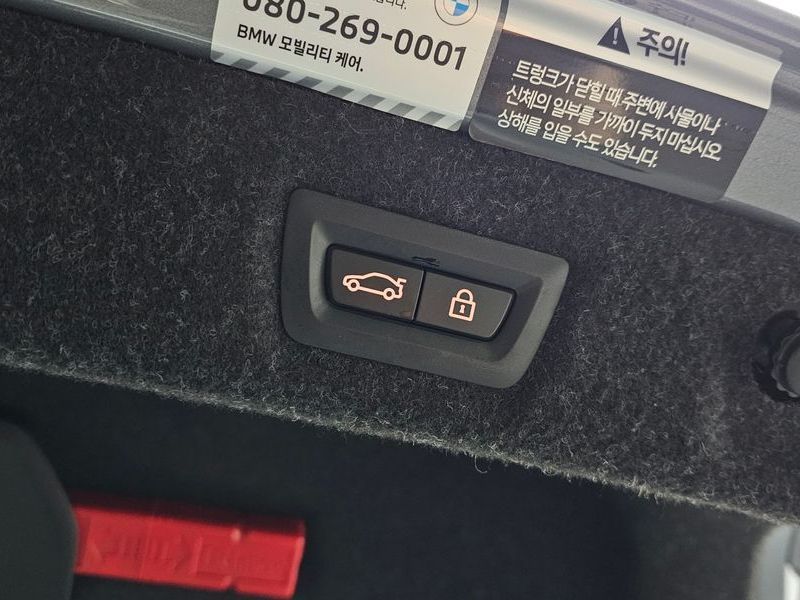 080-269-0001
BMW 모빌리티 케어.
주의!
트렁크가 닫힐 때 주변에 사물이나
신체의 일부를 가까이 두지 마십시오
상해를 입을 수도 있습니다.